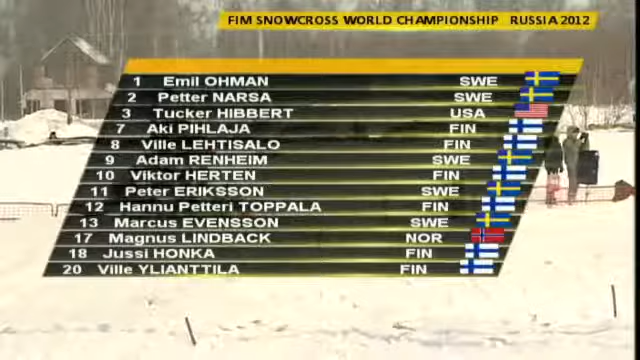 FIM SNOWCROSS WORLD CHAMPIONSHIP RUSSIA 2012
1 Emil OHMAN SWE
2 Petter NARSA SWE
3 Tucker HIBBERT USA
7 Aki PIHLAJA FIN
8 Ville LEHTISALO FIN
9 Adam RENHEIM SWE
10 Viktor HERTEN FIN
11 Peter ERIKSSON SWE
12 Hannu Petteri TOPPALA FIN
13 Marcus EVENSSON SWE
17 Magnus LINDBACK NOR
18 Jussi HONKA FIN
20 Ville YLIANTTILA FIN